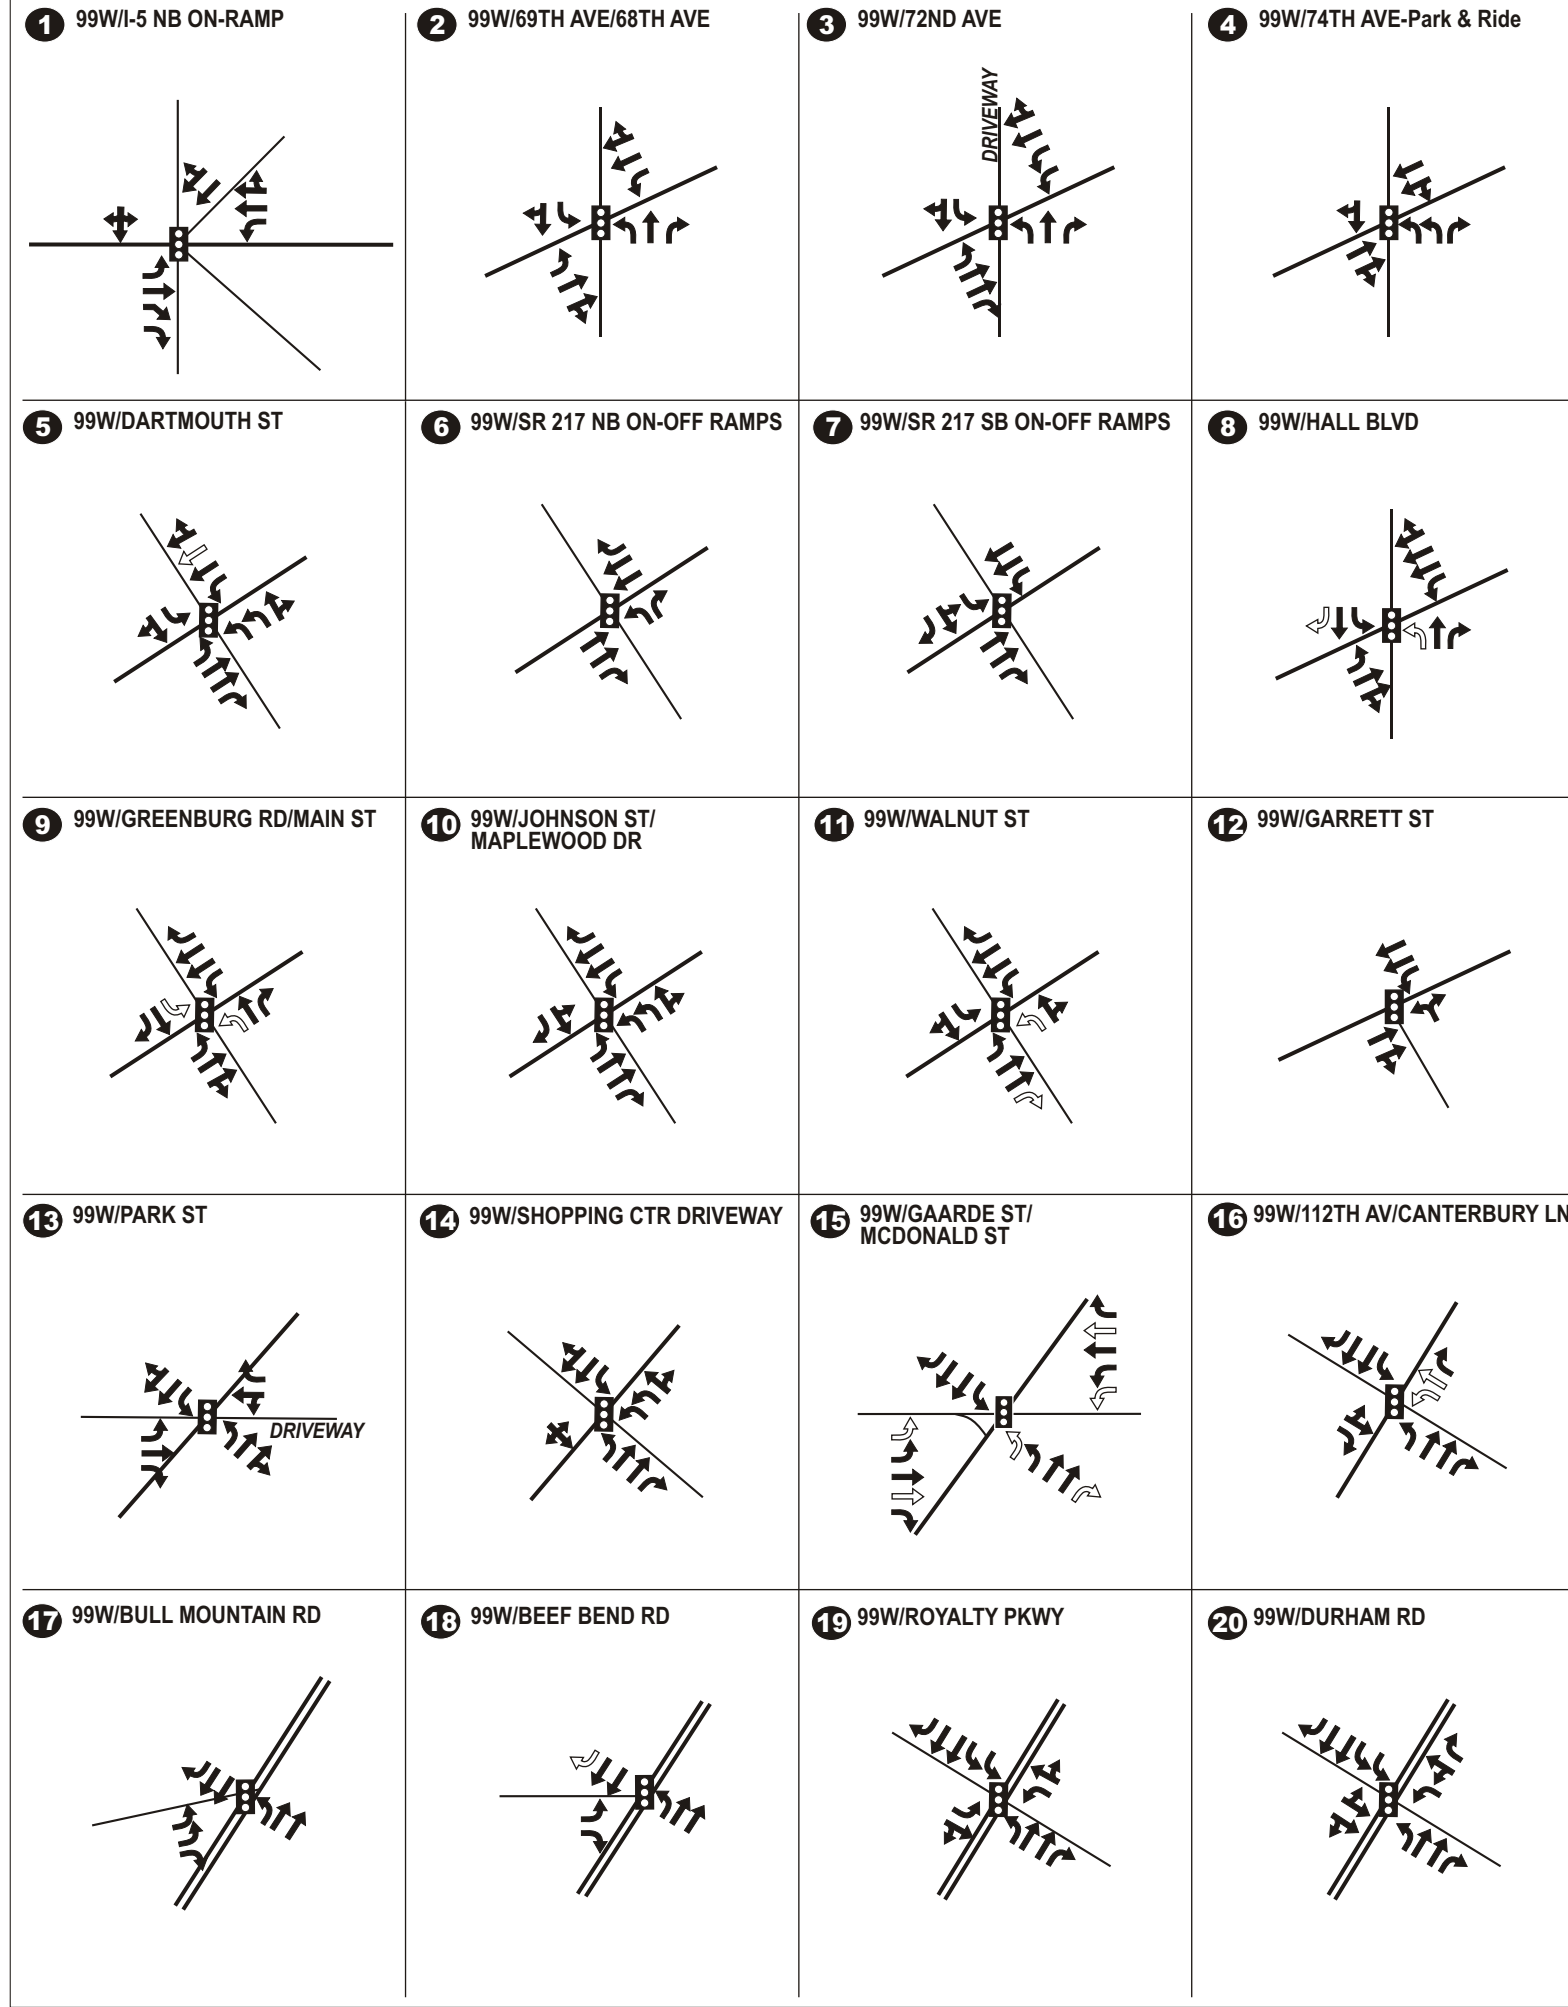 1 99W/I-5 NB ON-RAMP
2 99W/69TH AVE/68TH AVE
3 99W/72ND AVE
DRIVEWAY
4 99W/74TH AVE-Park & Ride
5 99W/DARTMOUTH ST
6 99W/SR 217 NB ON-OFF RAMPS
7 99W/SR 217 SB ON-OFF RAMPS
8 99W/HALL BLVD
9 99W/GREENBURG RD/MAIN ST
10 99W/JOHNSON ST/
MAPLEWOOD DR
11 99W/WALNUT ST
12 99W/GARRETT ST
13 99W/PARK ST
DRIVEWAY
14 99W/SHOPPING CTR DRIVEWAY
15 99W/GAARDE ST/
MCDONALD ST
16 99W/112TH AV/CANTERBURY LN
17 99W/BULL MOUNTAIN RD
18 99W/BEEF BEND RD
19 99W/ROYALTY PKWY
20 99W/DURHAM RD